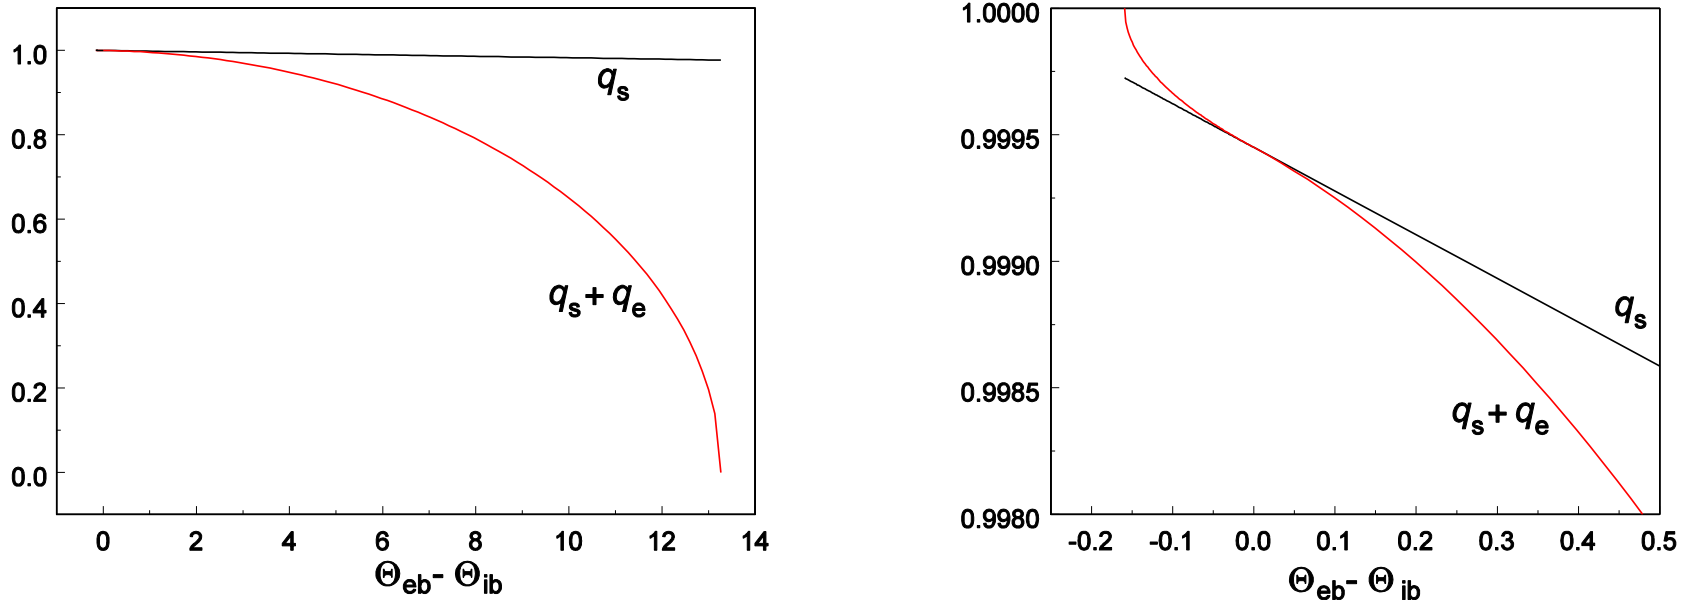 1.0
0.8
0.6
0.4
0.2
0.0
0 2 4 6 8 10 12 14
q_s
q_s + q_e
Θ_eb - Θ_ib
1.0000
0.9995
0.9990
0.9985
0.9980
-0.2 -0.1 0.0 0.1 0.2 0.3 0.4 0.5
q_s
q_s + q_e
Θ_eb - Θ_ib